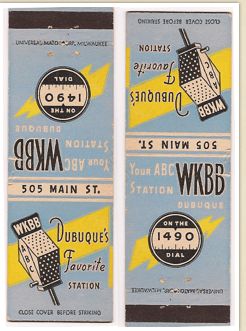 UNIVERSAL MATCH CORP., MILWAUKEE
ON THE
1490
DIAL
DUBUQUE
YOUR ABC
STATION
WKBB
505 MAIN ST.
WKBB
ABC
DUBUQUE'S
Favorite
STATION
CLOSE COVER BEFORE STRIKING
CLOSE COVER BEFORE STRIKING
DUBUQUE'S
Favorite
STATION
WKBB
ABC
505 MAIN ST.
YOUR ABC
STATION
WKBB
DUBUQUE
ON THE
1490
DIAL
UNIVERSAL MATCH CORP., MILWAUKEE